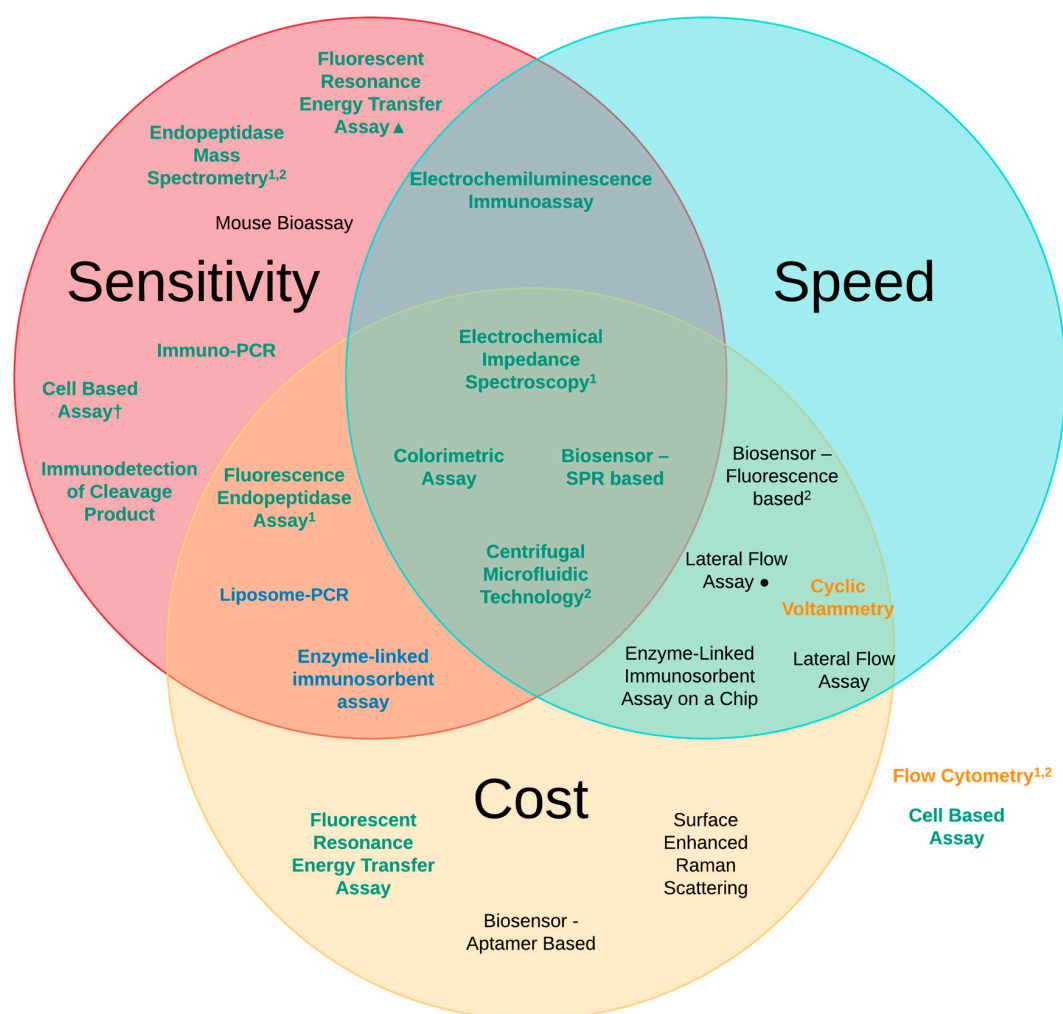 Fluorescent
Resonance
Energy Transfer
Assay▲
Endopeptidase
Mass
Spectrometry¹,²
Mouse Bioassay
Electrochemiluminescence
Immunoassay
Sensitivity
Speed
Immuno-PCR
Cell Based
Assay†
Immunodetection
of Cleavage
Product
Electrochemical
Impedance
Spectroscopy¹
Colorimetric
Assay
Biosensor –
SPR based
Centrifugal
Microfluidic
Technology²
Fluorescence
Endopeptidase
Assay¹
Liposome-PCR
Enzyme-linked
immunosorbent
assay
Biosensor –
Fluorescence
based²
Lateral Flow
Assay ●
Cyclic
Voltammetry
Enzyme-Linked
Immunosorbent
Assay on a Chip
Lateral Flow
Assay
Cost
Flow Cytometry¹,²
Cell Based
Assay
Fluorescent
Resonance
Energy Transfer
Assay
Surface
Enhanced
Raman
Scattering
Biosensor -
Aptamer Based